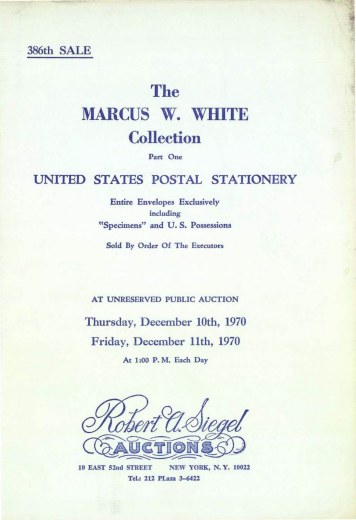 386th SALE
The
MARCUS W. WHITE
Collection
Part One
UNITED STATES POSTAL STATIONERY
Entire Envelopes Exclusively
including
"Specimens" and U. S. Possessions
Sold By Order Of The Executors
AT UNRESERVED PUBLIC AUCTION
Thursday, December 10th, 1970
Friday, December 11th, 1970
At 1:00 P. M. Each Day
Robert A. Siegel
AUCTIONS
10 EAST 52nd STREET NEW YORK, N. Y. 10022
Tel.: 212 PLaza 3-6422